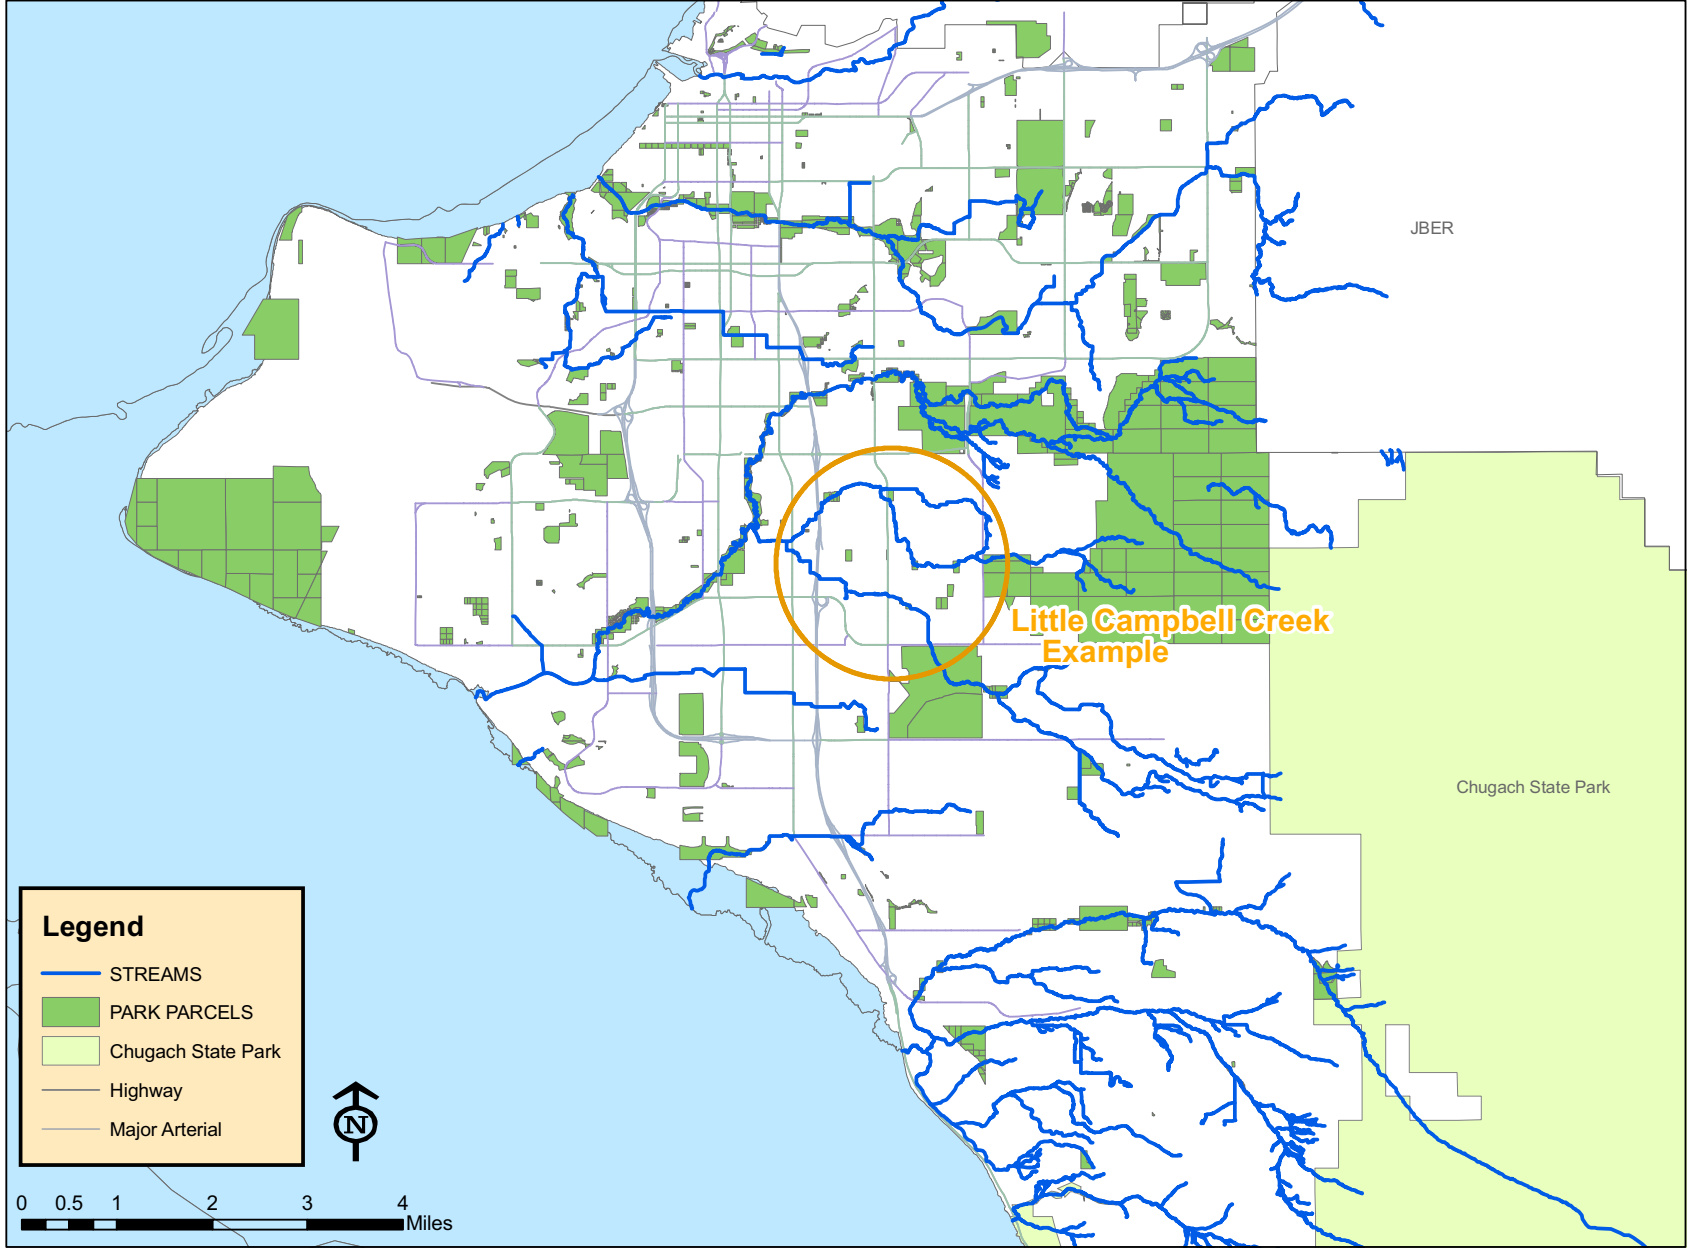 JBER
Little Campbell Creek
Example
Chugach State Park
Legend
STREAMS
PARK PARCELS
Chugach State Park
Highway
Major Arterial
N
0 0.5 1 2 3 4
Miles